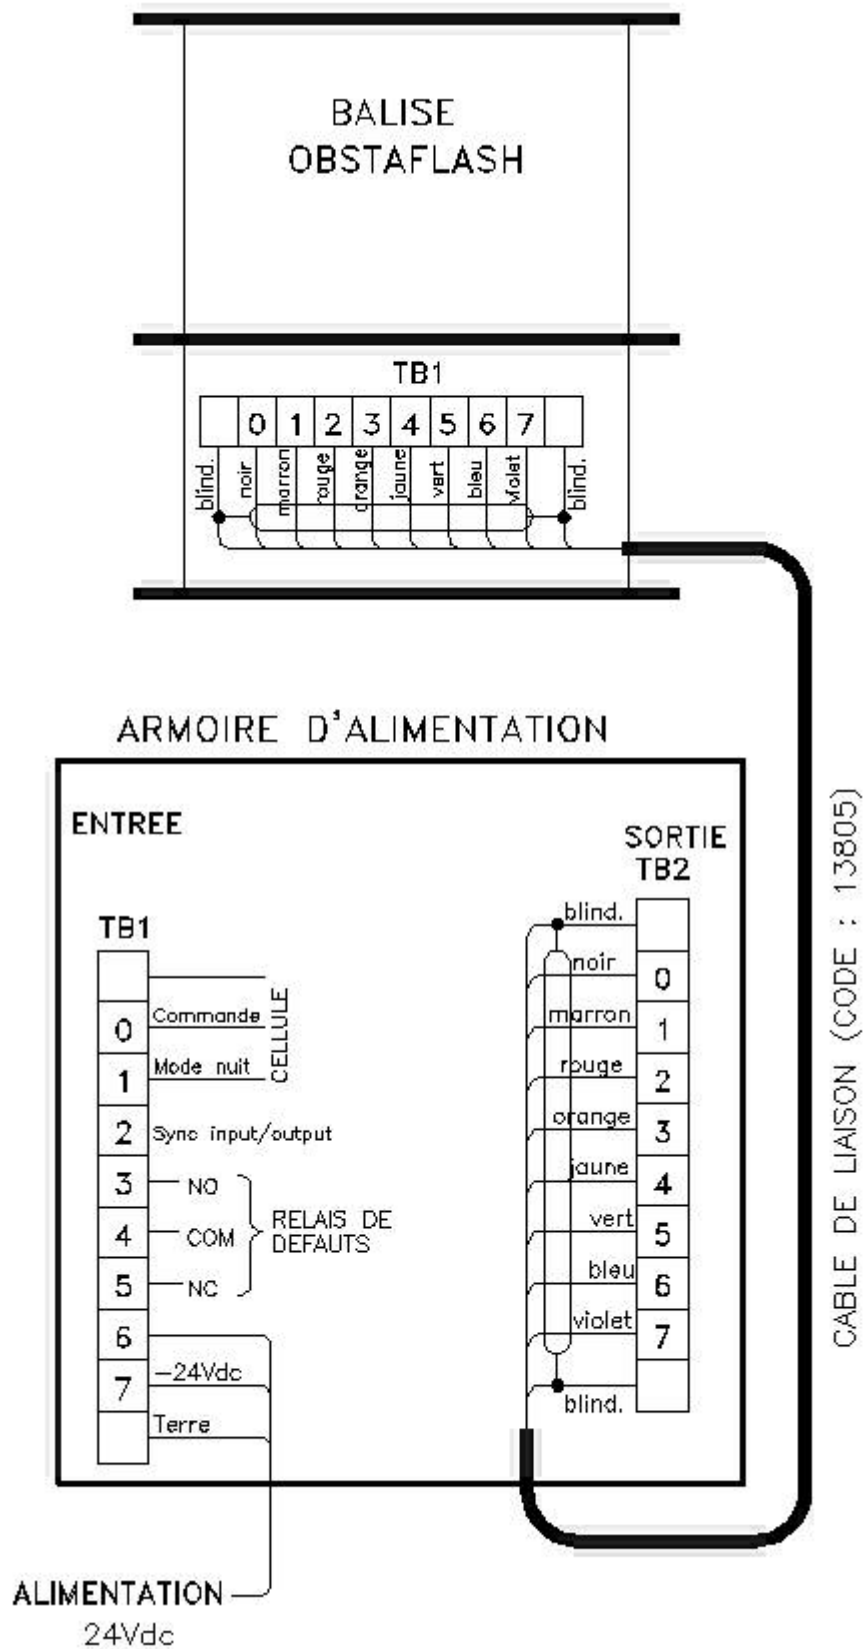 BALISE
OBSTAFLASH
TB1
0 1 2 3 4 5 6 7
blind. noir marron rouge orange jaune vert bleu violet blind.
ARMOIRE D'ALIMENTATION
ENTREE
SORTIE
TB2
TB1
CELLULE
0 Commande
1 Mode nuit
2 Sync input/output
3 NO
4 COM
5 NC
RELAIS DE
DEFAUTS
6
7 -24Vdc
Terre
blind.
noir 0
marron 1
rouge 2
orange 3
jaune 4
vert 5
bleu 6
violet 7
blind.
CABLE DE LIAISON (CODE : 13805)
ALIMENTATION
24Vdc